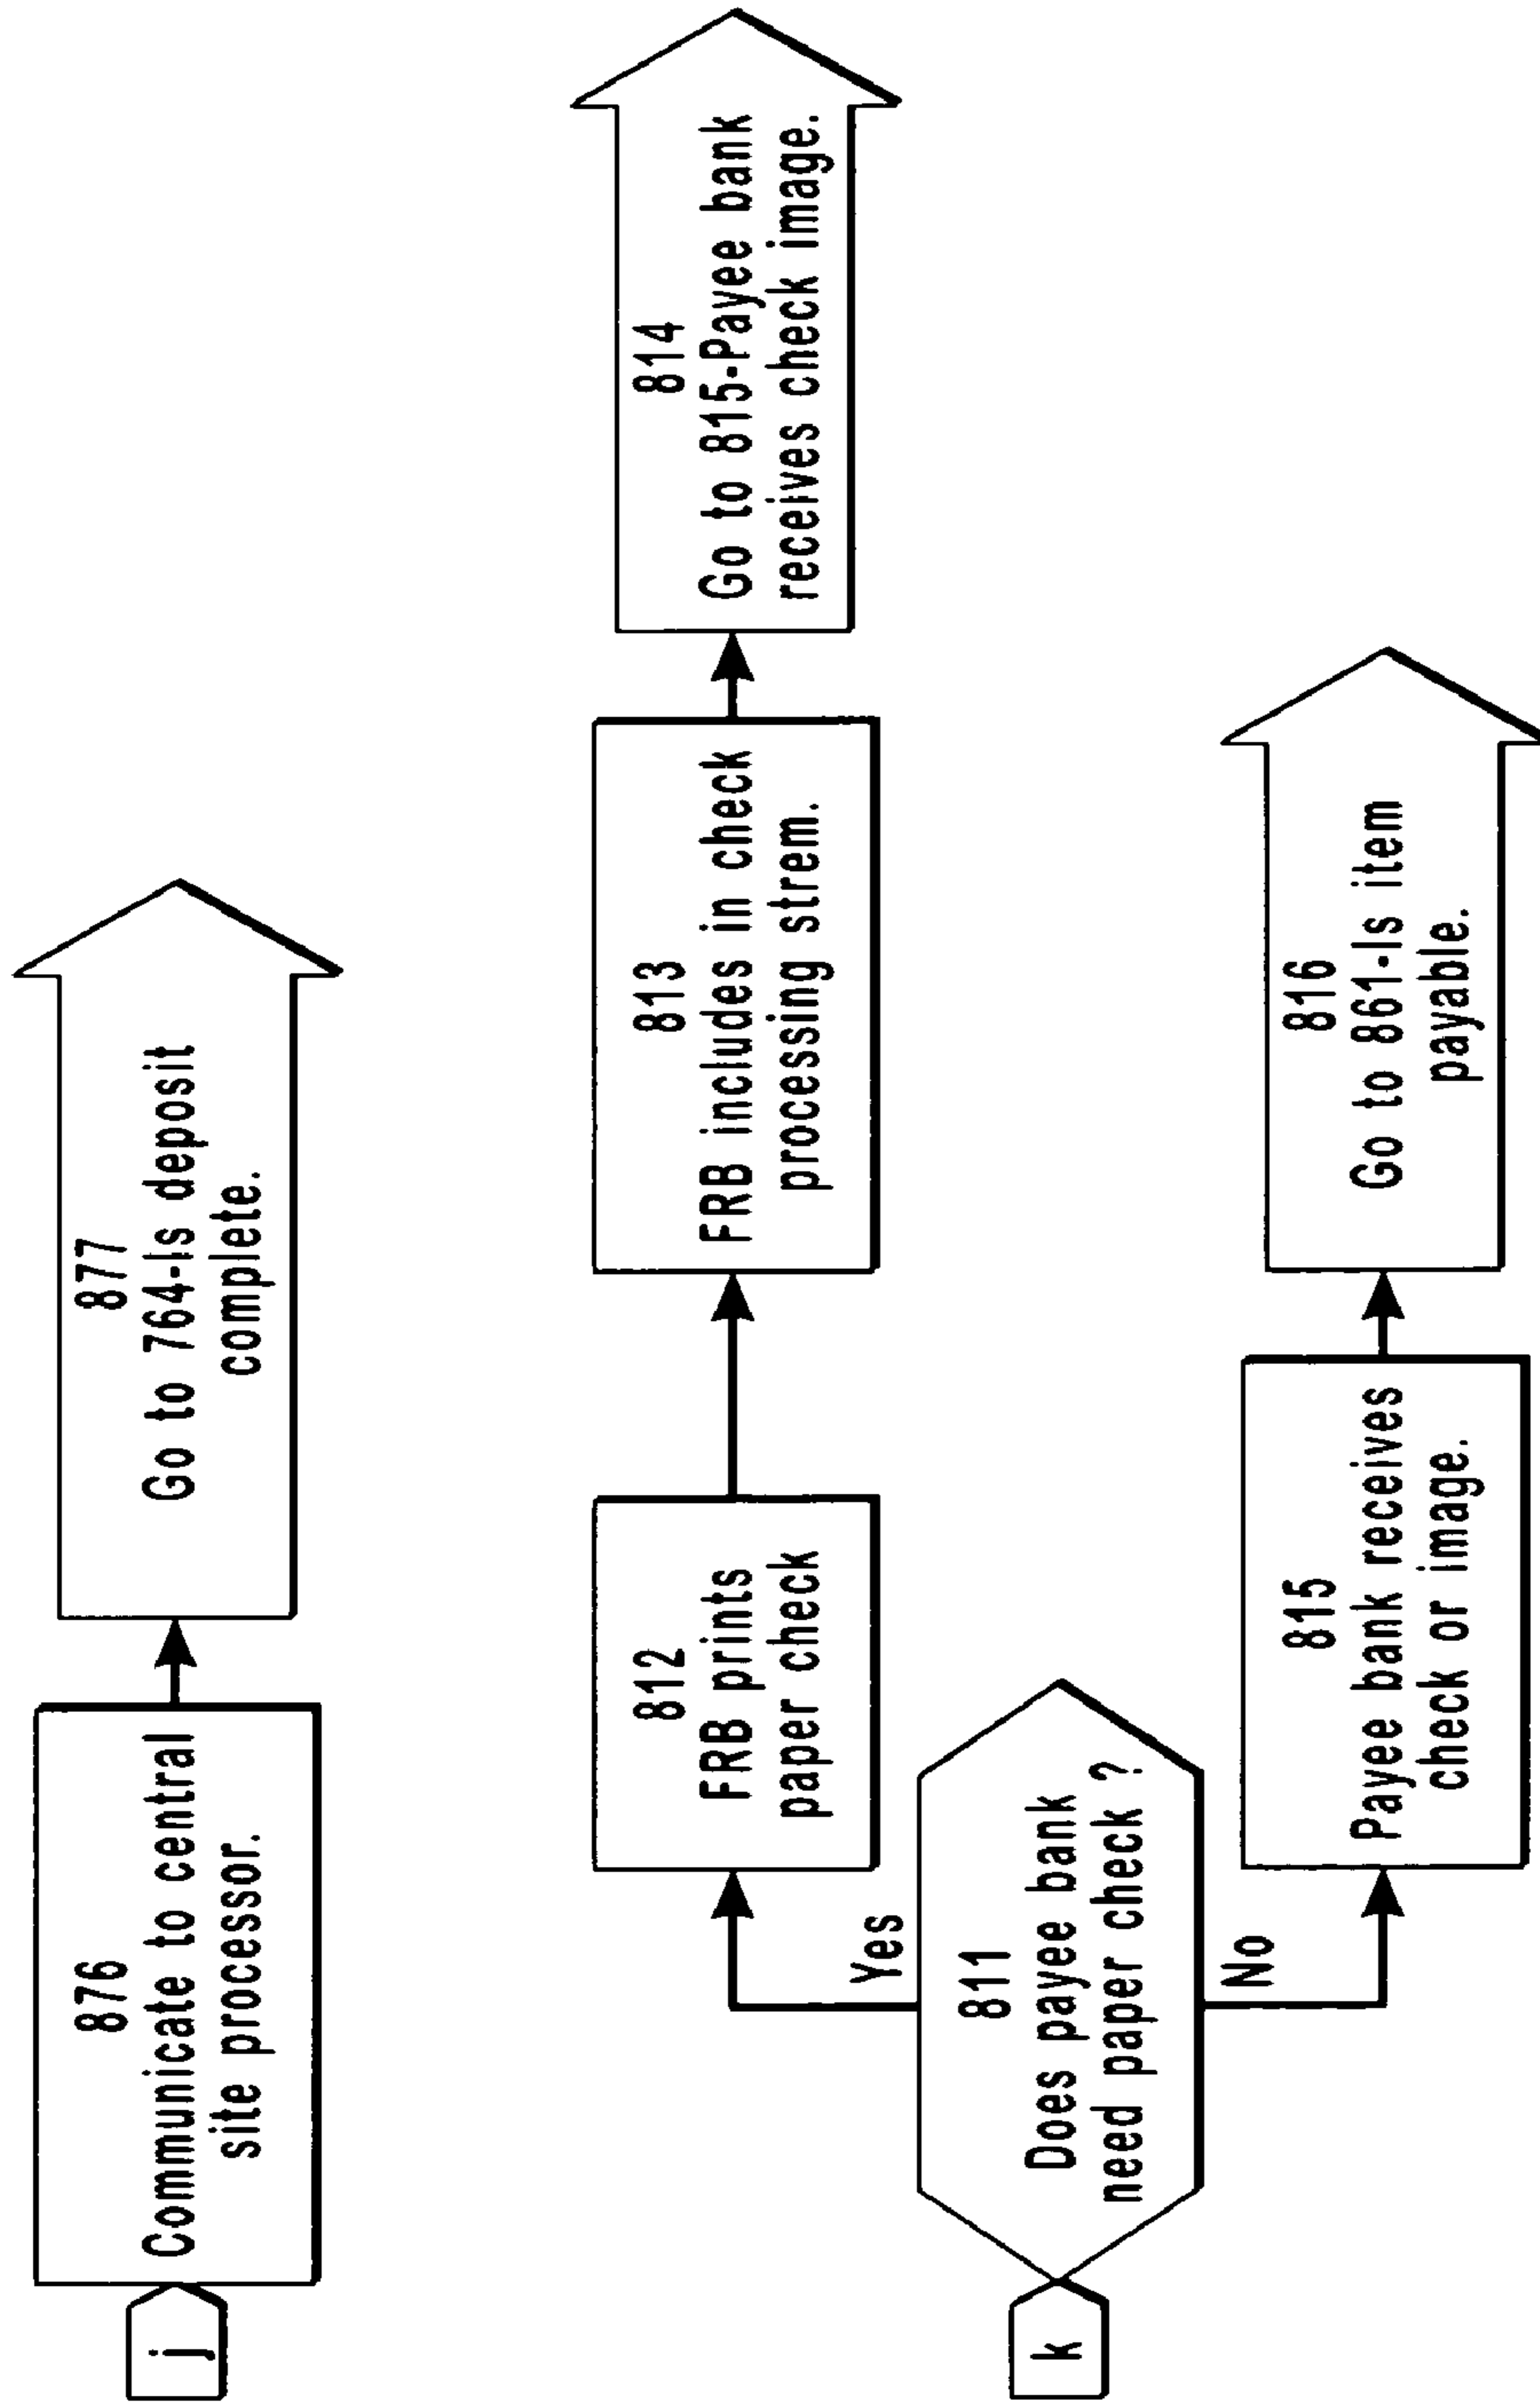 j
876
Communicate to central
site processor.
877
Go to 764-Is deposit
complete.
812
FRB prints
paper check
813
FRB includes in check
processing strem.
814
Go to 815-Payee bank
receives check image.
Yes
k
811
Does payee bank
need paper check ?
No
815
Payee bank receives
check or image.
816
Go to 861-Is item
payable.